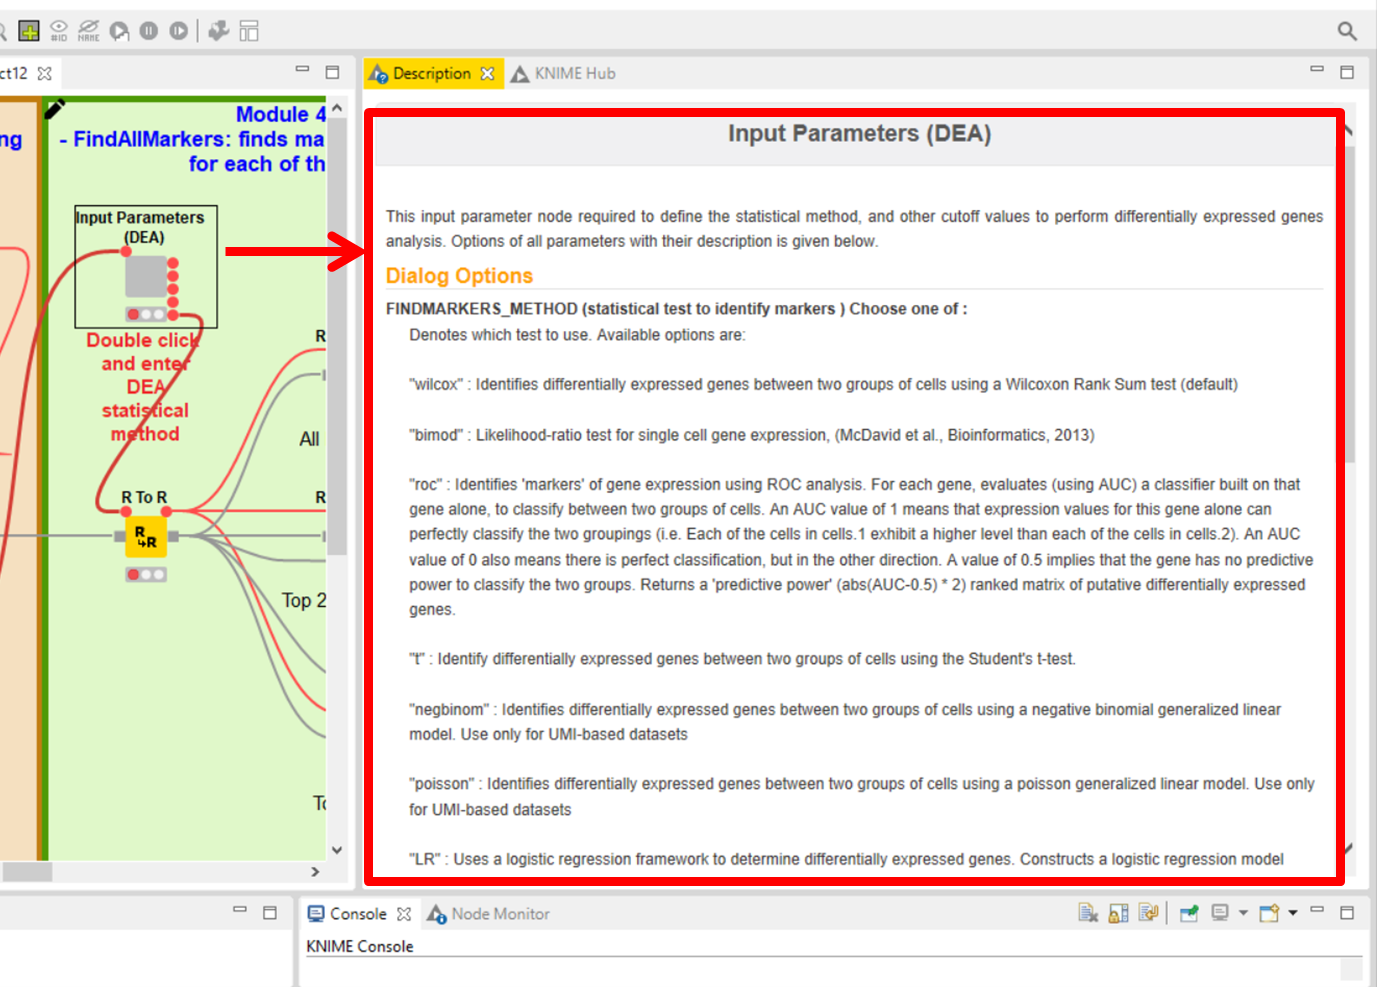 #ID
NAME
ct12
Description
KNIME Hub
ng
Module 4
- FindAllMarkers: finds ma
for each of th
Input Parameters
(DEA)
Double click
and enter
DEA
statistical
method
R To R
R
R
R
All
R
Top 2
To
Input Parameters (DEA)
This input parameter node required to define the statistical method, and other cutoff values to perform differentially expressed genes
analysis. Options of all parameters with their description is given below.
Dialog Options
FINDMARKERS_METHOD (statistical test to identify markers ) Choose one of :
Denotes which test to use. Available options are:
"wilcox" : Identifies differentially expressed genes between two groups of cells using a Wilcoxon Rank Sum test (default)
"bimod" : Likelihood-ratio test for single cell gene expression, (McDavid et al., Bioinformatics, 2013)
"roc" : Identifies 'markers' of gene expression using ROC analysis. For each gene, evaluates (using AUC) a classifier built on that
gene alone, to classify between two groups of cells. An AUC value of 1 means that expression values for this gene alone can
perfectly classify the two groupings (i.e. Each of the cells in cells.1 exhibit a higher level than each of the cells in cells.2). An AUC
value of 0 also means there is perfect classification, but in the other direction. A value of 0.5 implies that the gene has no predictive
power to classify the two groups. Returns a 'predictive power' (abs(AUC-0.5) * 2) ranked matrix of putative differentially expressed
genes.
"t" : Identify differentially expressed genes between two groups of cells using the Student's t-test.
"negbinom" : Identifies differentially expressed genes between two groups of cells using a negative binomial generalized linear
model. Use only for UMI-based datasets
"poisson" : Identifies differentially expressed genes between two groups of cells using a poisson generalized linear model. Use only
for UMI-based datasets
"LR" : Uses a logistic regression framework to determine differentially expressed genes. Constructs a logistic regression model
Console
Node Monitor
KNIME Console